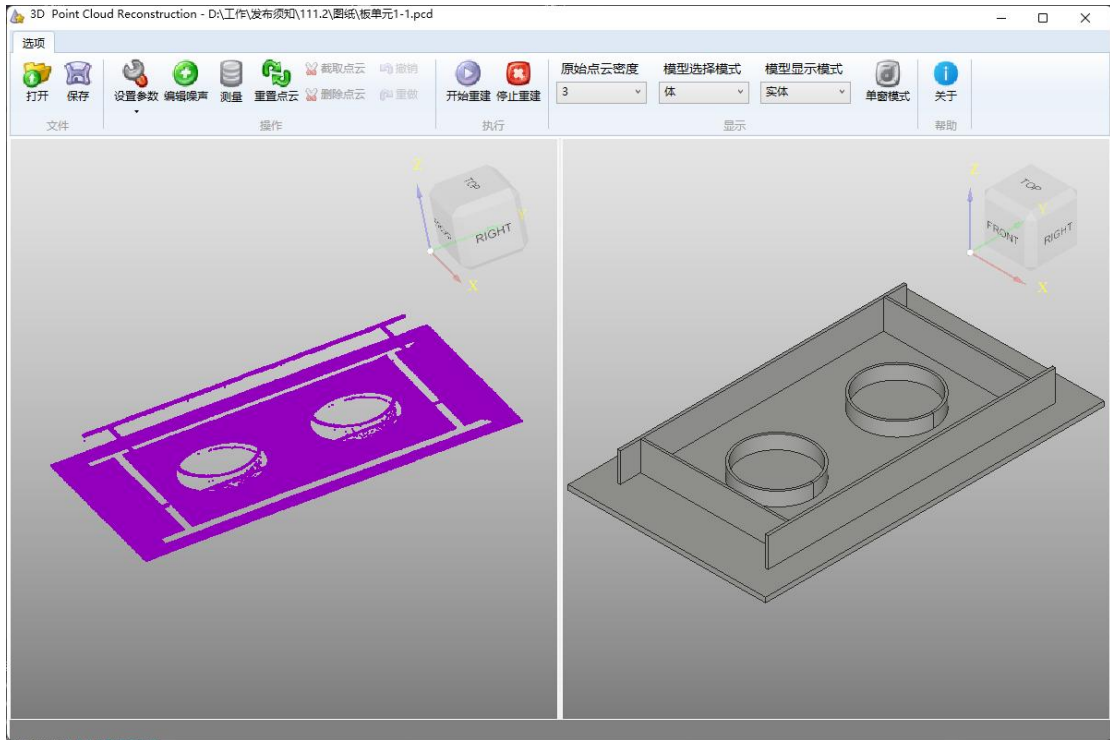 3D Point Cloud Reconstruction - D:\工作\发布须知\111.2\图纸\板单元1-1.pcd
选项
打开 保存 设置参数 编辑噪声 测量 重置点云 截取点云 删除点云 撤销 重做 开始重建 停止重建 原始点云密度 模型选择模式 模型显示模式 单窗模式 关于
3 体 实体
文件 操作 执行 显示 帮助
Z TOP RIGHT X Y
Z TOP FRONT RIGHT Y X